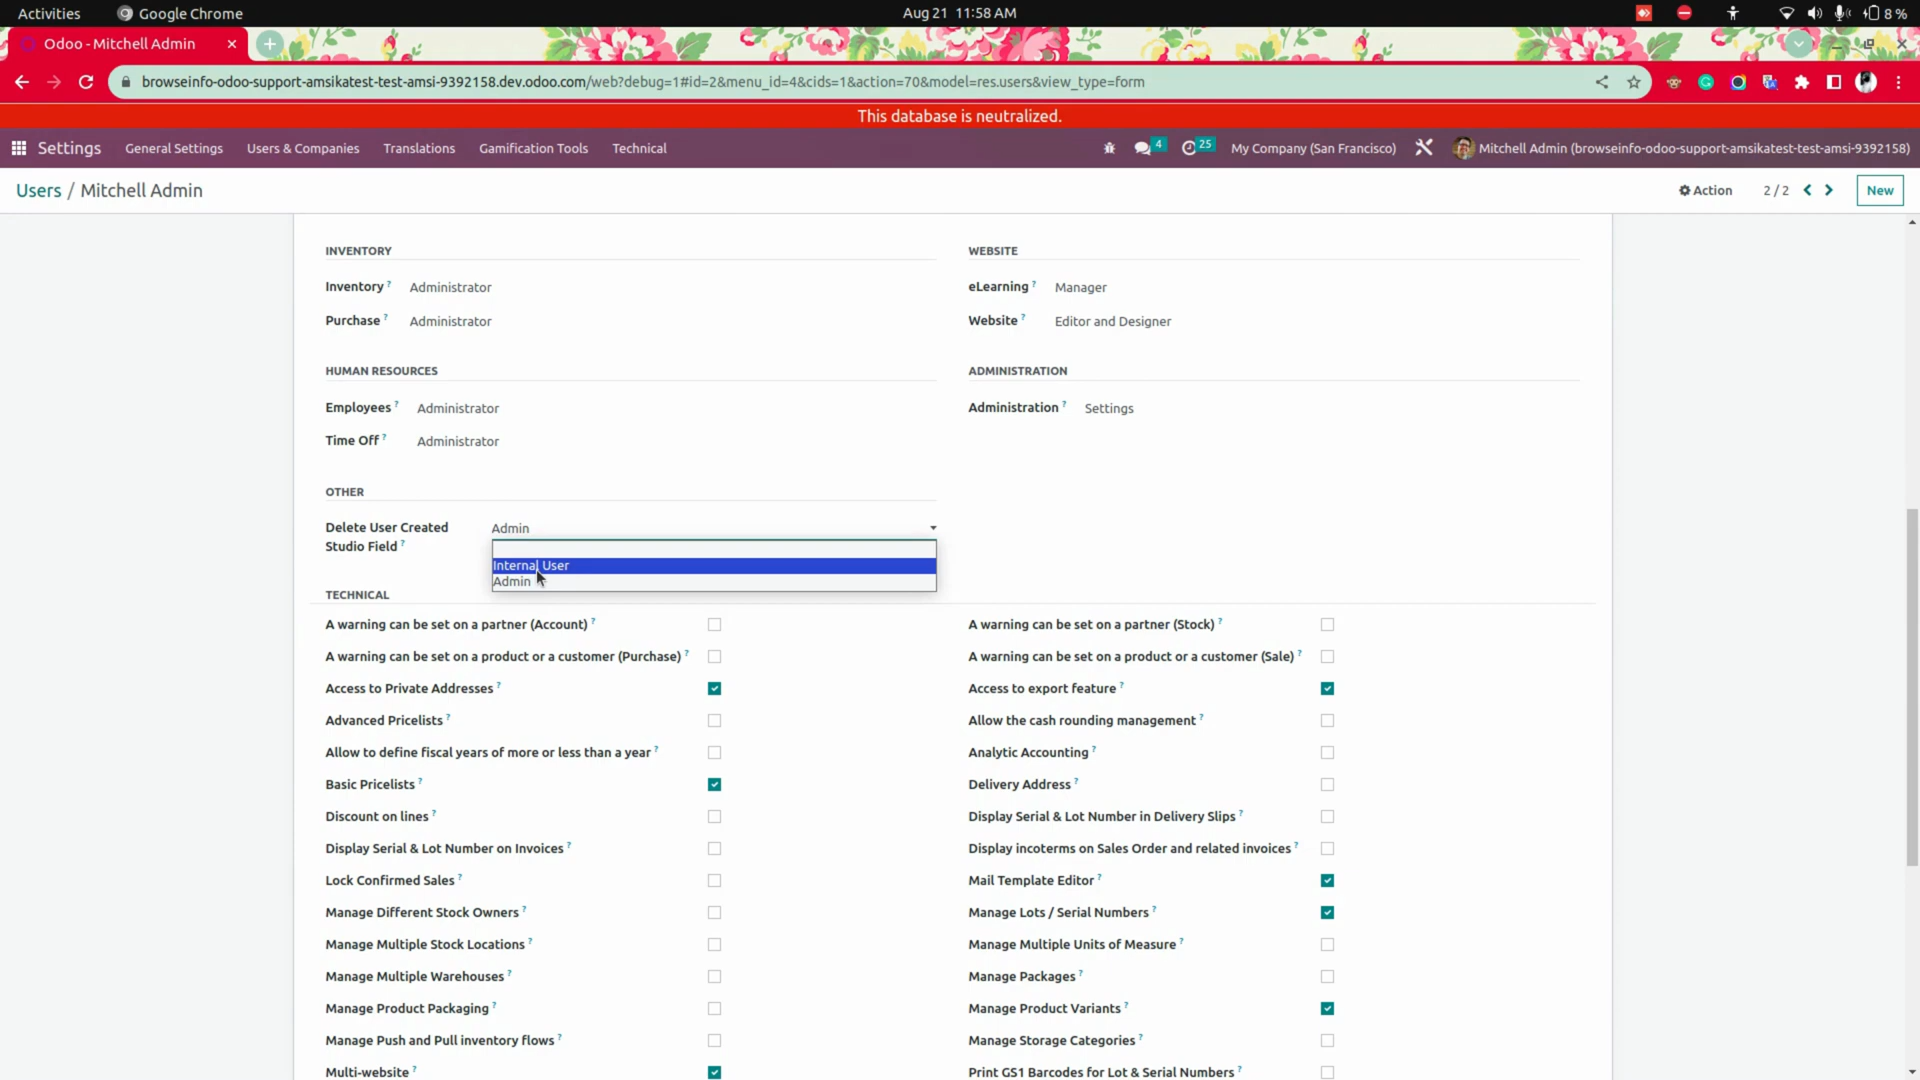 Activities
Google Chrome
Aug 21 11:58 AM
8 %
Odoo - Mitchell Admin
browseinfo-odoo-support-amsikatest-test-amsi-9392158.dev.odoo.com/web?debug=1#id=2&menu_id=4&cids=1&action=70&model=res.users&view_type=form
This database is neutralized.
Settings
General Settings
Users & Companies
Translations
Gamification Tools
Technical
4
25
My Company (San Francisco)
Mitchell Admin (browseinfo-odoo-support-amsikatest-test-amsi-9392158)
Users / Mitchell Admin
Action
2 / 2
New
INVENTORY
Inventory ? Administrator
Purchase ? Administrator
WEBSITE
eLearning ? Manager
Website ? Editor and Designer
HUMAN RESOURCES
Employees ? Administrator
Time Off ? Administrator
ADMINISTRATION
Administration ? Settings
OTHER
Delete User Created
Studio Field ?
Admin
Internal User
Admin
TECHNICAL
A warning can be set on a partner (Account) ?
A warning can be set on a partner (Stock) ?
A warning can be set on a product or a customer (Purchase) ?
A warning can be set on a product or a customer (Sale) ?
Access to Private Addresses ?
Access to export feature ?
Advanced Pricelists ?
Allow the cash rounding management ?
Allow to define fiscal years of more or less than a year ?
Analytic Accounting ?
Basic Pricelists ?
Delivery Address ?
Discount on lines ?
Display Serial & Lot Number in Delivery Slips ?
Display Serial & Lot Number on Invoices ?
Display incoterms on Sales Order and related invoices ?
Lock Confirmed Sales ?
Mail Template Editor ?
Manage Different Stock Owners ?
Manage Lots / Serial Numbers ?
Manage Multiple Stock Locations ?
Manage Multiple Units of Measure ?
Manage Multiple Warehouses ?
Manage Packages ?
Manage Product Packaging ?
Manage Product Variants ?
Manage Push and Pull inventory flows ?
Manage Storage Categories ?
Multi-website ?
Print GS1 Barcodes for Lot & Serial Numbers ?